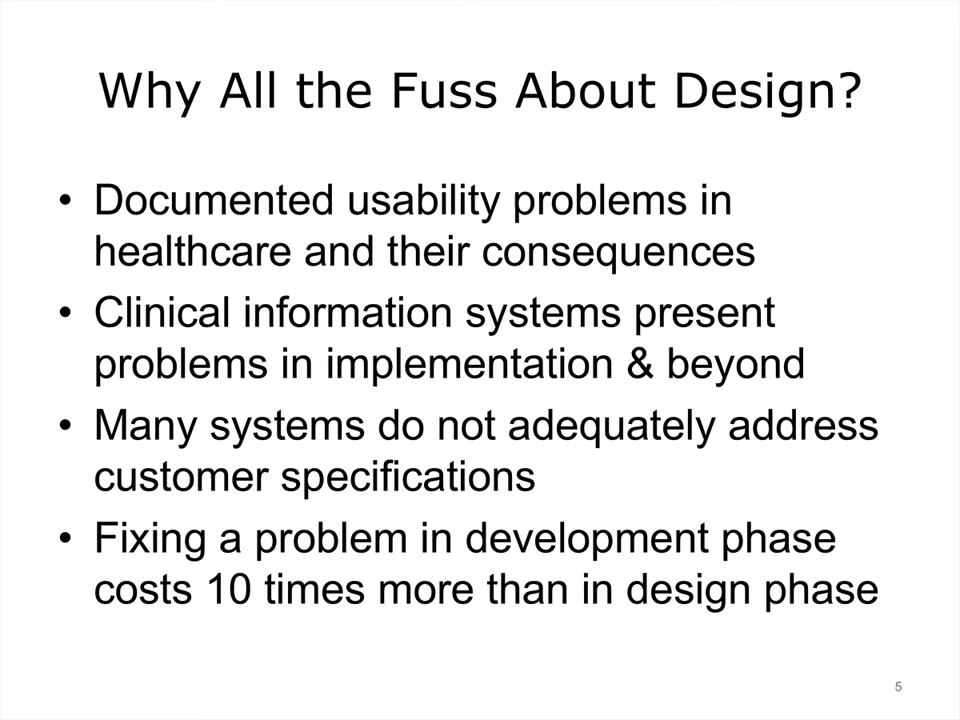 Why All the Fuss About Design?
• Documented usability problems in
healthcare and their consequences
• Clinical information systems present
problems in implementation & beyond
• Many systems do not adequately address
customer specifications
• Fixing a problem in development phase
costs 10 times more than in design phase
5